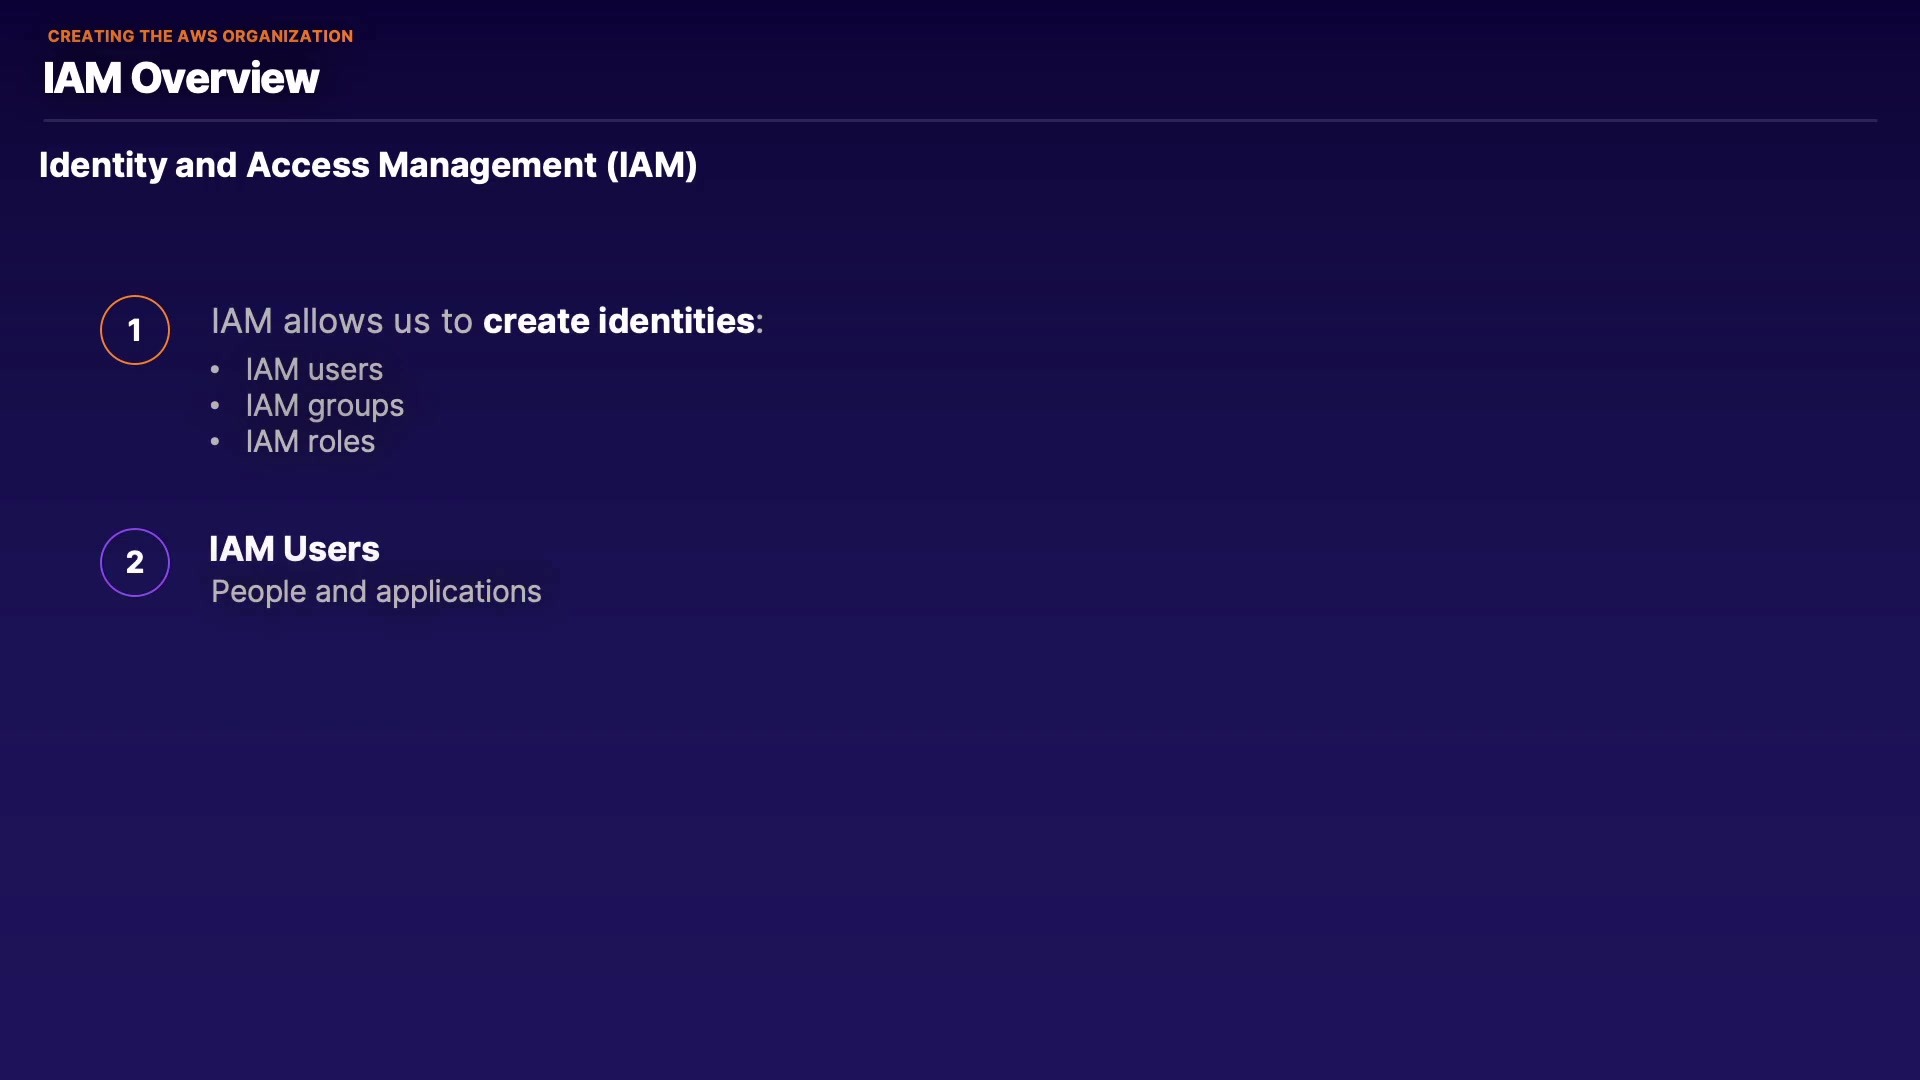 CREATING THE AWS ORGANIZATION
IAM Overview
Identity and Access Management (IAM)
1
IAM allows us to create identities:
• IAM users
• IAM groups
• IAM roles
2
IAM Users
People and applications